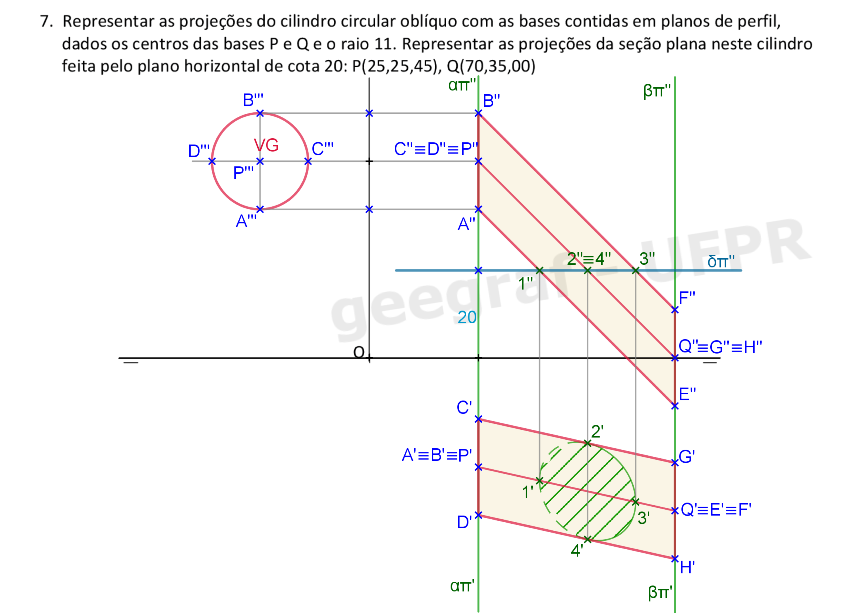 7. Representar as projeções do cilindro circular oblíquo com as bases contidas em planos de perfil,
dados os centros das bases P e Q e o raio 11. Representar as projeções da seção plana neste cilindro
feita pelo plano horizontal de cota 20: P(25,25,45), Q(70,35,00)
απ" βπ"
B''' B"
D''' VG C''' C"≡D"≡P"
P'''
A''' A"
geegraf - UFPR
2"≡4" 3" δπ"
1"
F"
20
O Q"≡G"≡H"
E"
C'
2'
A'≡B'≡P' G'
1'
Q'≡E'≡F'
D' 3'
4'
H'
απ' βπ'